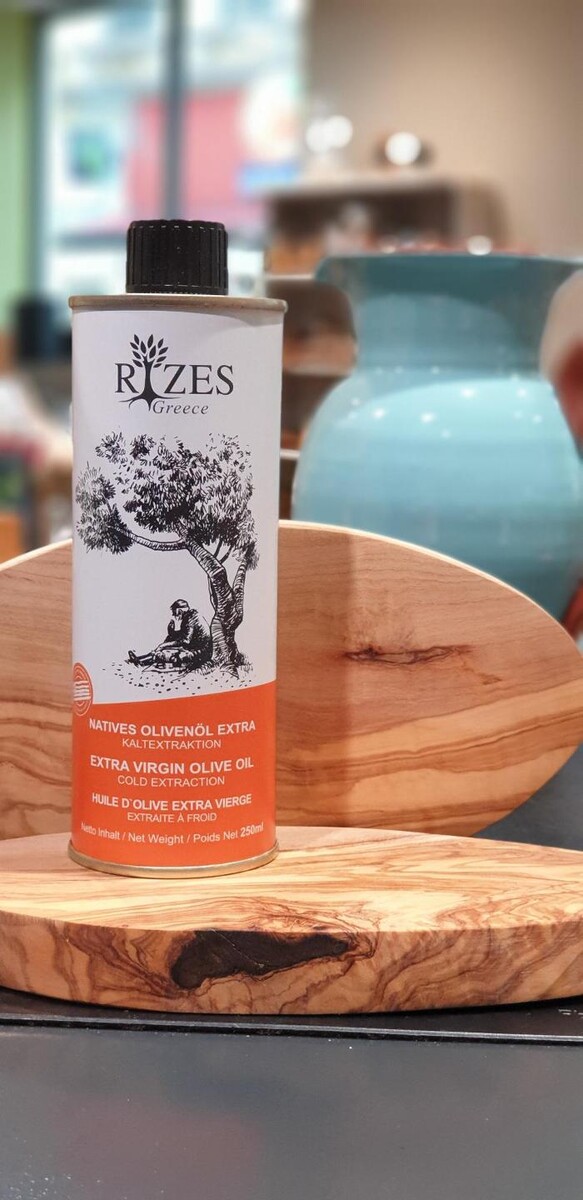 RIZES
Greece
NATIVES OLIVENÖL EXTRA
KALTEXTRAKTION
EXTRA VIRGIN OLIVE OIL
COLD EXTRACTION
HUILE D'OLIVE EXTRA VIERGE
EXTRAITE À FROID
Netto Inhalt / Net Weight / Poids Net 250ml